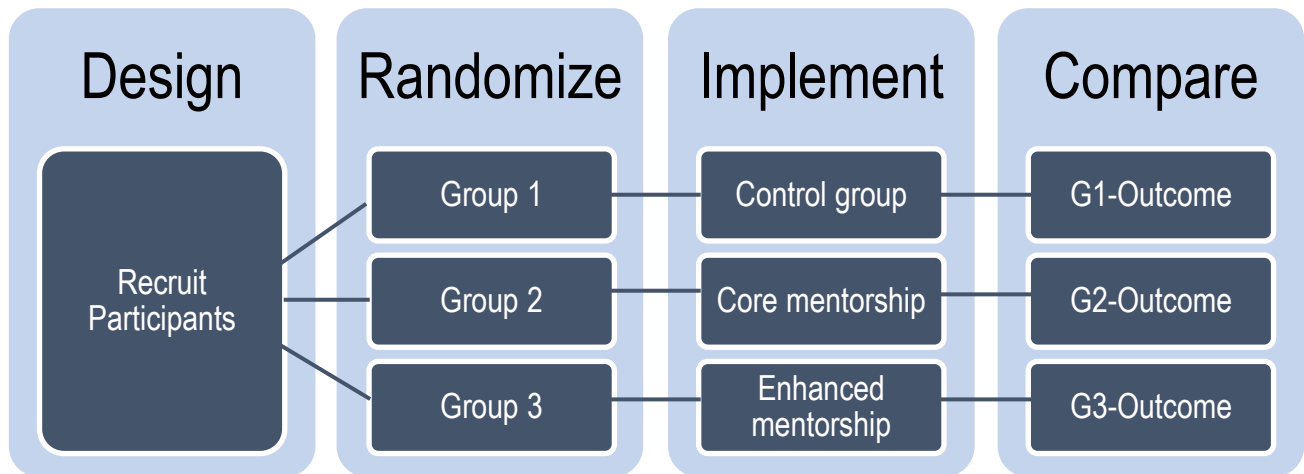 Design
Randomize
Implement
Compare
Recruit
Participants
Group 1
Control group
G1-Outcome
Group 2
Core mentorship
G2-Outcome
Group 3
Enhanced
mentorship
G3-Outcome